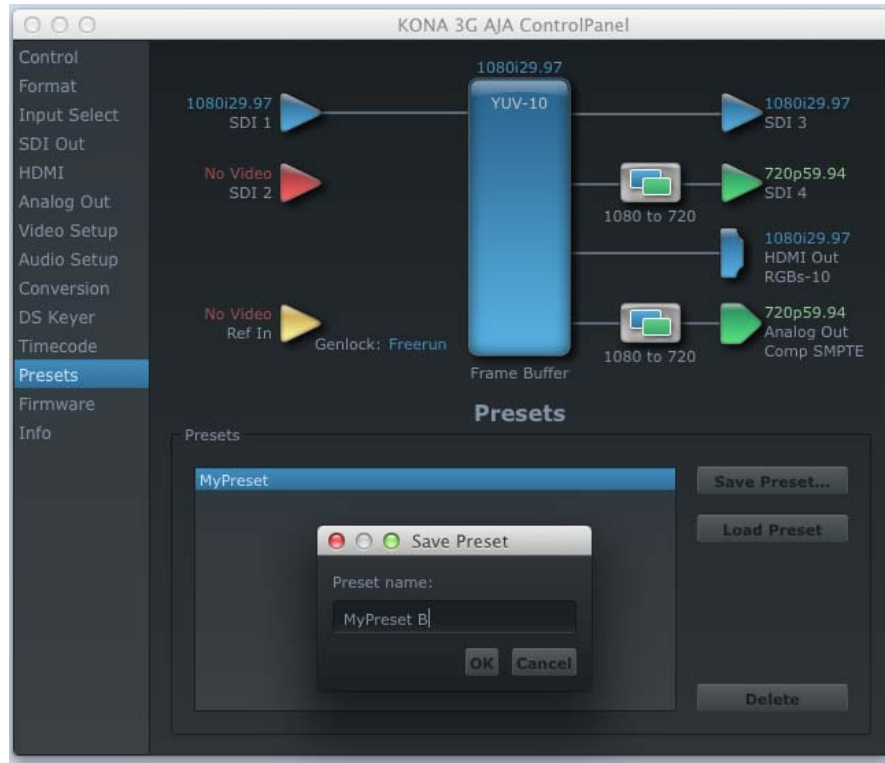 KONA 3G AJA ControlPanel
Control
Format
Input Select
SDI Out
HDMI
Analog Out
Video Setup
Audio Setup
Conversion
DS Keyer
Timecode
Presets
Firmware
Info
1080i29.97
YUV-10
1080i29.97
SDI 1
No Video
SDI 2
No Video
Ref In
Genlock: Freerun
Frame Buffer
1080i29.97
SDI 3
1080 to 720
720p59.94
SDI 4
1080i29.97
HDMI Out
RGBs-10
1080 to 720
720p59.94
Analog Out
Comp SMPTE
Presets
Presets
MyPreset
Save Preset...
Load Preset
Delete
Save Preset
Preset name:
MyPreset B
OK
Cancel